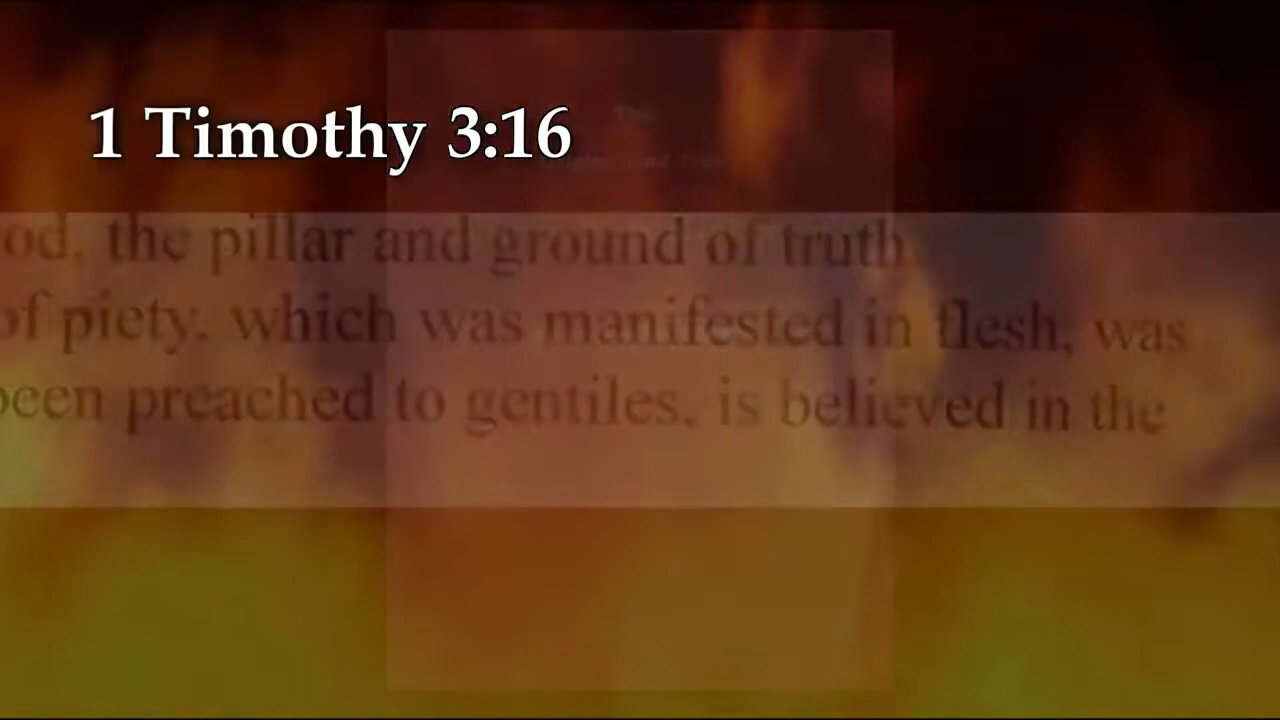 1 Timothy 3:16
od, the pillar and ground of truth
of piety, which was manifested in flesh, was
been preached to gentiles, is believed in the